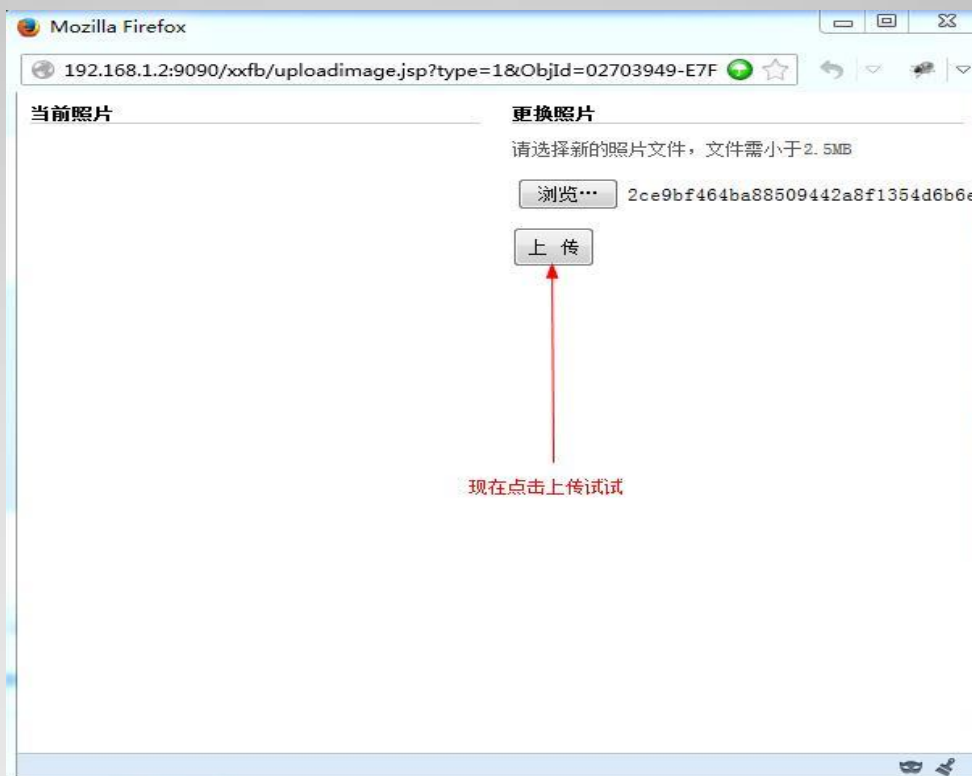 Mozilla Firefox
192.168.1.2:9090/xxfb/uploadimage.jsp?type=1&ObjId=02703949-E7F
当前照片
更换照片
请选择新的照片文件，文件需小于2.5MB
浏览… 2ce9bf464ba88509442a8f1354d6b6e
上 传
现在点击上传试试